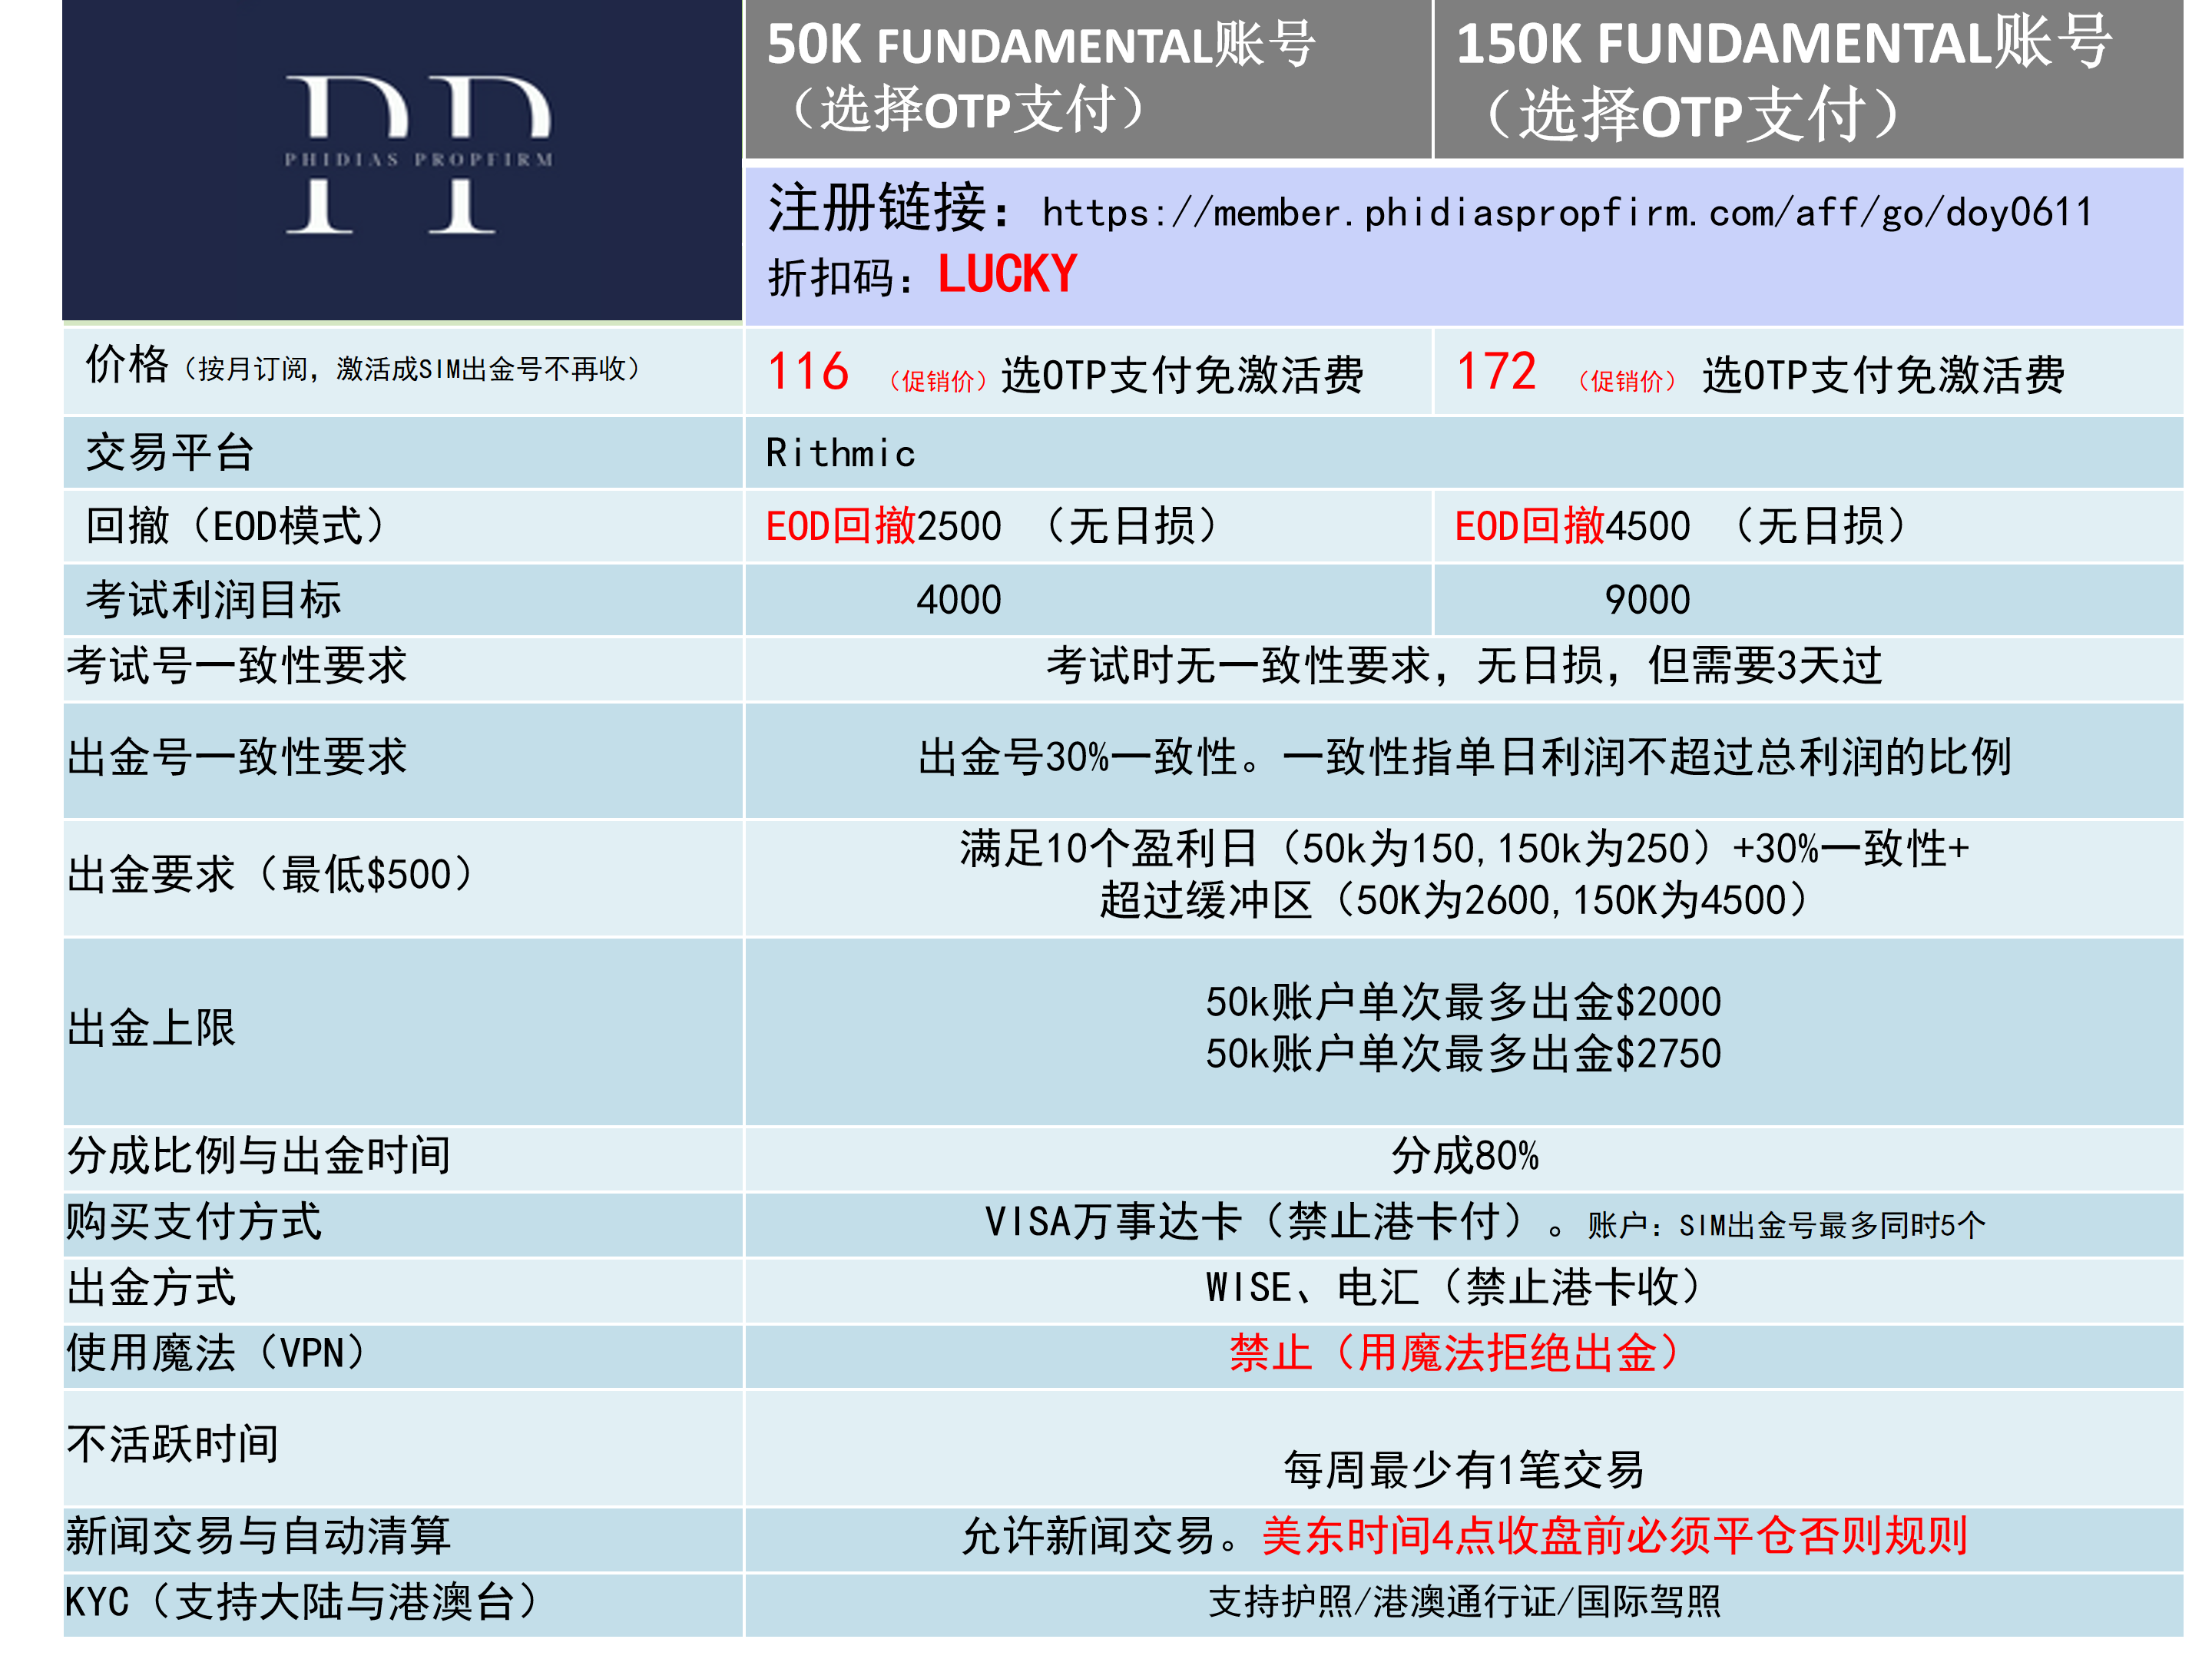 PHIDIAS PROPFIRM
50K FUNDAMENTAL账号
（选择OTP支付）
150K FUNDAMENTAL账号
（选择OTP支付）
注册链接：https://member.phidiaspropfirm.com/aff/go/doy0611
折扣码：LUCKY
价格（按月订阅，激活成SIM出金号不再收）
116 （促销价）选OTP支付免激活费
172 （促销价） 选OTP支付免激活费
交易平台
Rithmic
回撤（EOD模式）
EOD回撤2500 （无日损）
EOD回撤4500 （无日损）
考试利润目标
4000
9000
考试号一致性要求
考试时无一致性要求，无日损，但需要3天过
出金号一致性要求
出金号30%一致性。一致性指单日利润不超过总利润的比例
出金要求（最低$500）
满足10个盈利日（50k为150,150k为250）+30%一致性+
超过缓冲区（50K为2600,150K为4500）
出金上限
50k账户单次最多出金$2000
50k账户单次最多出金$2750
分成比例与出金时间
分成80%
购买支付方式
VISA万事达卡（禁止港卡付）。账户：SIM出金号最多同时5个
出金方式
WISE、电汇（禁止港卡收）
使用魔法（VPN）
禁止（用魔法拒绝出金）
不活跃时间
每周最少有1笔交易
新闻交易与自动清算
允许新闻交易。美东时间4点收盘前必须平仓否则规则
KYC（支持大陆与港澳台）
支持护照/港澳通行证/国际驾照